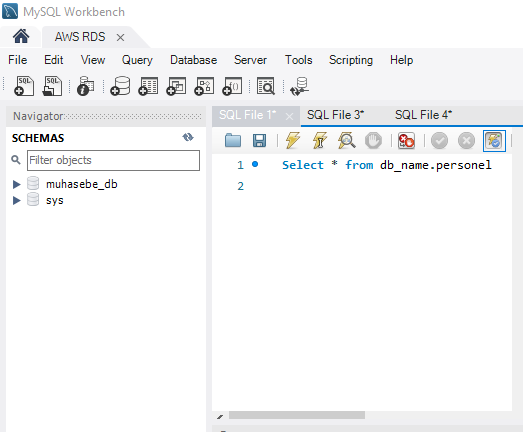 MySQL Workbench
AWS RDS
File Edit View Query Database Server Tools Scripting Help
SQL SQL
Navigator
SCHEMAS
Filter objects
muhasebe_db
sys
SQL File 1* SQL File 3* SQL File 4*
1 Select * from db_name.personel
2